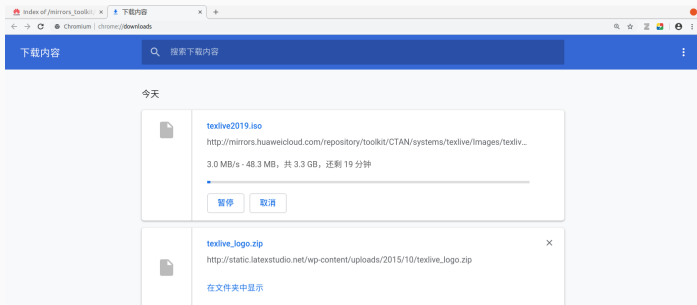 Index of /mirrors_toolkit/
下载内容
Chromium | chrome://downloads
下载内容
搜索下载内容
今天
texlive2019.iso
http://mirrors.huaweicloud.com/repository/toolkit/CTAN/systems/texlive/Images/texliv...
3.0 MB/s - 48.3 MB，共 3.3 GB，还剩 19 分钟
暂停 取消
texlive_logo.zip
http://static.latexstudio.net/wp-content/uploads/2015/10/texlive_logo.zip
在文件夹中显示